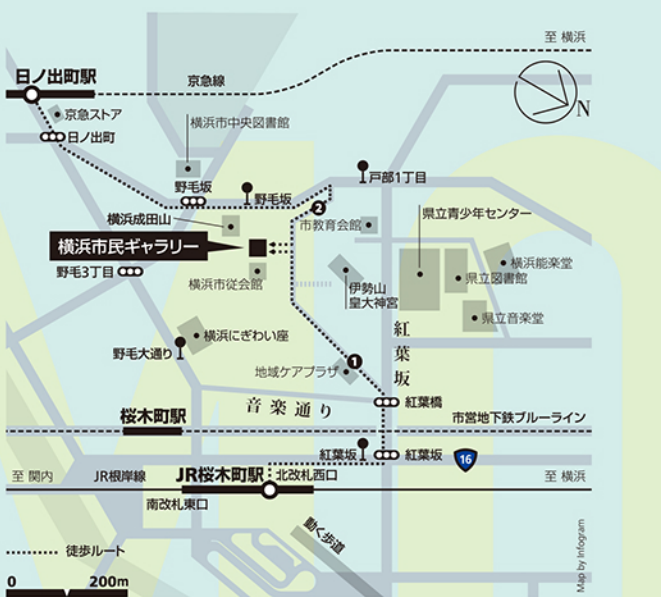 至 横浜
日ノ出町駅
京急線
N
京急ストア
横浜市中央図書館
日ノ出町
戸部1丁目
野毛坂
野毛坂
2
県立青少年センター
横浜成田山
市教育会館
横浜市民ギャラリー
横浜能楽堂
野毛3丁目
県立図書館
横浜市従会館
伊勢山
皇大神宮
県立音楽堂
紅葉坂
横浜にぎわい座
野毛大通り
1
地域ケアプラザ
音楽通り
紅葉橋
桜木町駅
市営地下鉄ブルーライン
紅葉坂
紅葉坂
16
至 関内
JR根岸線
JR桜木町駅
北改札西口
至 横浜
南改札東口
動く歩道
徒歩ルート
0 200m
Map by Infogram